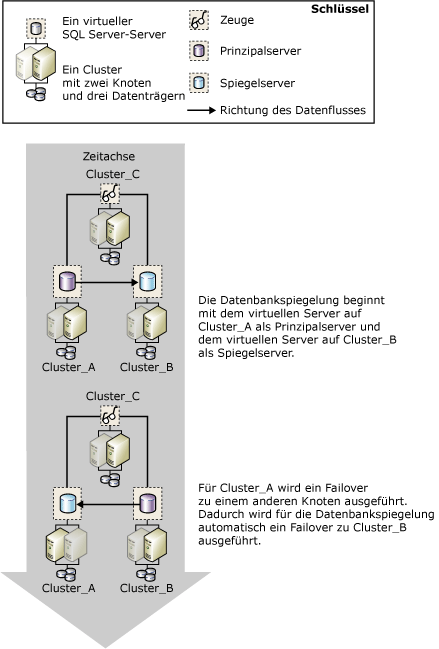 Schlüssel
Ein virtueller
SQL Server-Server
Ein Cluster
mit zwei Knoten
und drei Datenträgern
Zeuge
Prinzipalserver
Spiegelserver
Richtung des Datenflusses
Zeitachse
Cluster_C
Cluster_A
Cluster_B
Die Datenbankspiegelung beginnt
mit dem virtuellen Server auf
Cluster_A als Prinzipalserver und
dem virtuellen Server auf Cluster_B
als Spiegelserver.
Cluster_C
Cluster_A
Cluster_B
Für Cluster_A wird ein Failover
zu einem anderen Knoten ausgeführt.
Dadurch wird für die Datenbankspiegelung
automatisch ein Failover zu Cluster_B
ausgeführt.